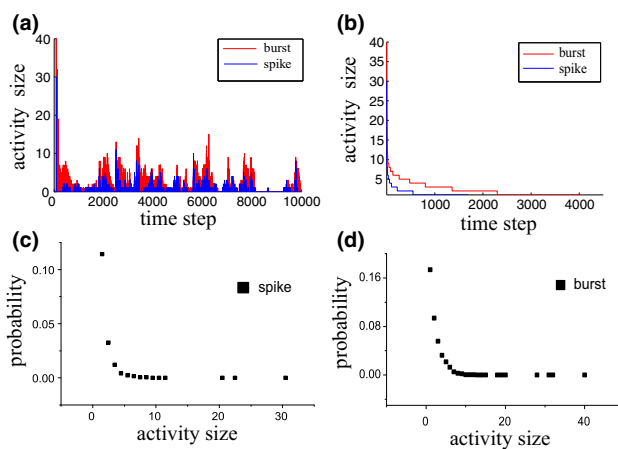 (a)
activity size
40
30
20
10
0
burst
spike
0
2000
4000
6000
8000
10000
time step
(b)
activity size
40
35
30
25
20
15
10
5
burst
spike
1000
2000
3000
4000
time step
(c)
probability
0.10
0.05
0.00
spike
0
10
20
30
activity size
(d)
probability
0.16
0.08
0.00
burst
0
20
40
activity size